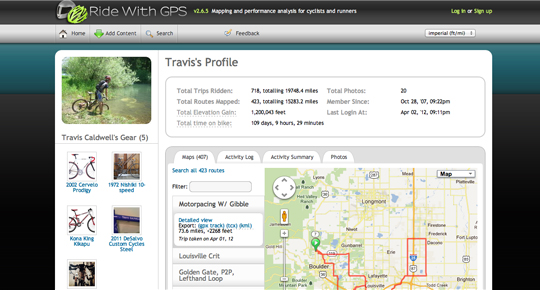 Ride With GPS v2.6.5 Mapping and performance analysis for cyclists and runners Log in or Sign up
Home Add Content Search Feedback imperial (ft/mi)
Travis's Profile
Total Trips Ridden: 718, totalling 19748.4 miles Total Photos: 20
Total Routes Mapped: 423, totalling 15283.2 miles Member Since: Oct 28, '07, 09:22pm
Total Elevation Gain: 1,200,043 feet Last Login At: Apr 02, '12, 09:11pm
Total time on bike: 109 days, 9 hours, 29 minutes
Travis Caldwell's Gear (5)
2002 Cervelo Prodigy
1972 Nishiki 10-speed
Kona King Kikapu
2011 DeSalvo Custom Cycles Steel
Maps (407) Activity Log Activity Summary Photos
Search all 423 routes
Filter:
Motorpacing W/ Gibble
Detailed view
Export: (gpx track) (tcx) (kml)
73.6 miles, -2268 feet
Trip taken on Apr 01, 12
Louisville Crit
Golden Gate, P2P, Lefthand Loop
Map
Platteville
Longmont
Gunbarrel
Boulder
Frederick
Dacono
Erie
Lafayette
Fort Lupton
Louisville
Todd Creek